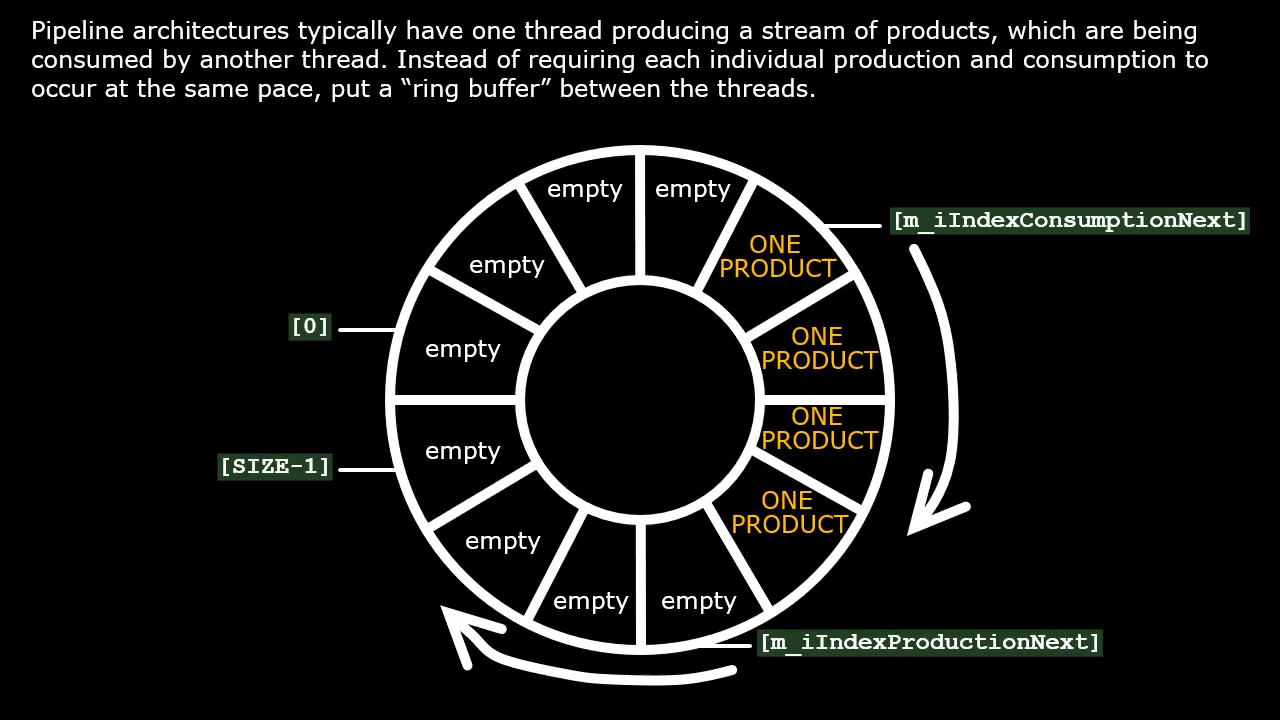 Pipeline architectures typically have one thread producing a stream of products, which are being
consumed by another thread. Instead of requiring each individual production and consumption to
occur at the same pace, put a “ring buffer” between the threads.
empty
empty
[m_iIndexConsumptionNext]
ONE
PRODUCT
empty
[0]
empty
ONE
PRODUCT
ONE
PRODUCT
empty
[SIZE-1]
ONE
PRODUCT
empty
empty
empty
[m_iIndexProductionNext]